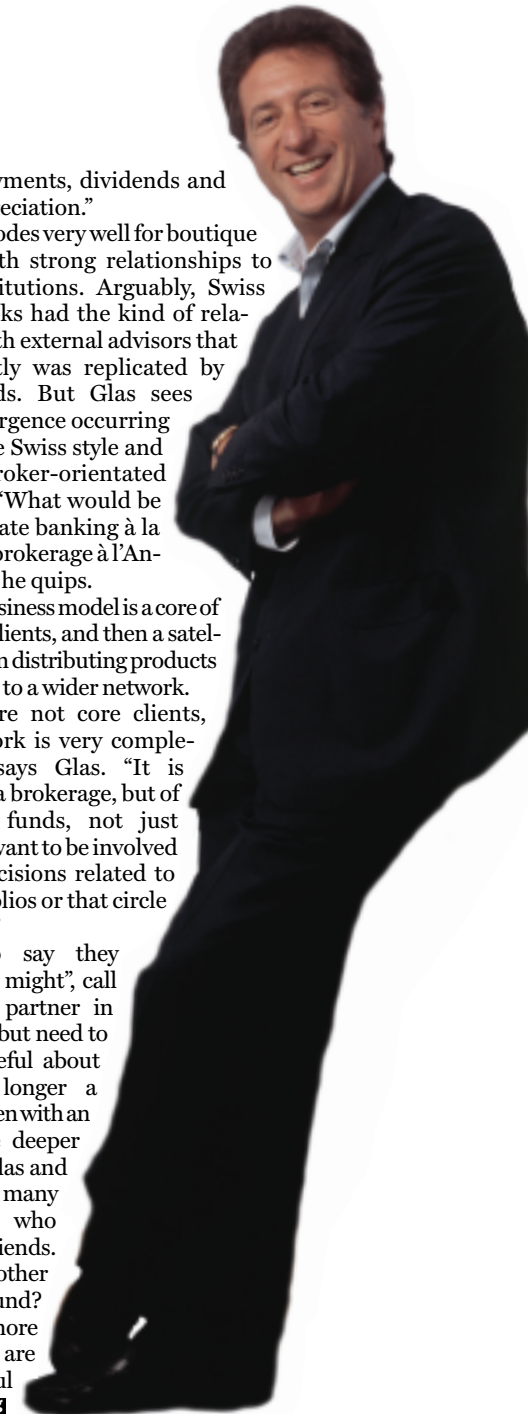 yments, dividends and
eciation.”
odes very well for boutique
th strong relationships to
itutions. Arguably, Swiss
ks had the kind of rela-
th external advisors that
tly was replicated by
ds. But Glas sees
ergence occurring
e Swiss style and
roker-orientated
“What would be
ate banking à la
brokerage à l’An-
he quips.
siness model is a core of
lients, and then a satel-
n distributing products
to a wider network.
re not core clients,
ork is very comple-
says Glas. “It is
a brokerage, but of
funds, not just
want to be involved
cisions related to
olios or that circle
say they
might”, call
partner in
but need to
eful about
longer a
en with an
deeper
las and
many
who
iends.
other
und?
more
are
ul